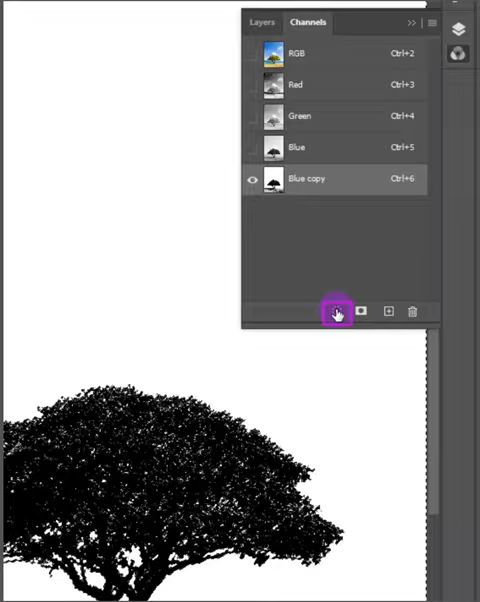 Layers Channels
RGB Ctrl+2
Red Ctrl+3
Green Ctrl+4
Blue Ctrl+5
Blue copy Ctrl+6